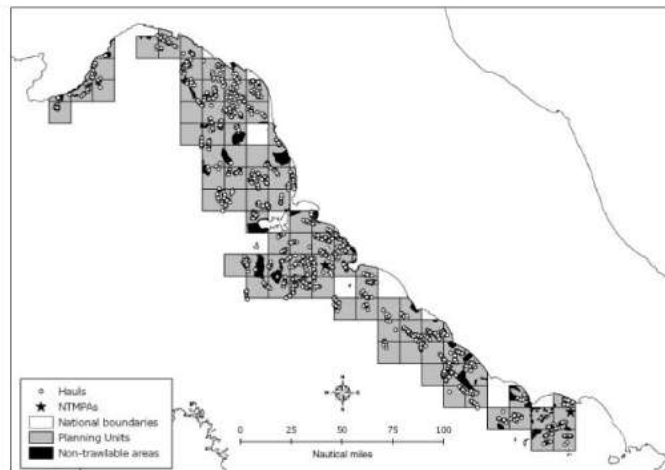 Hauls
NTMPAs
National boundaries
Planning Units
Non-trawlable areas
N
W
E
S
0 25 50 75 100
Nautical miles